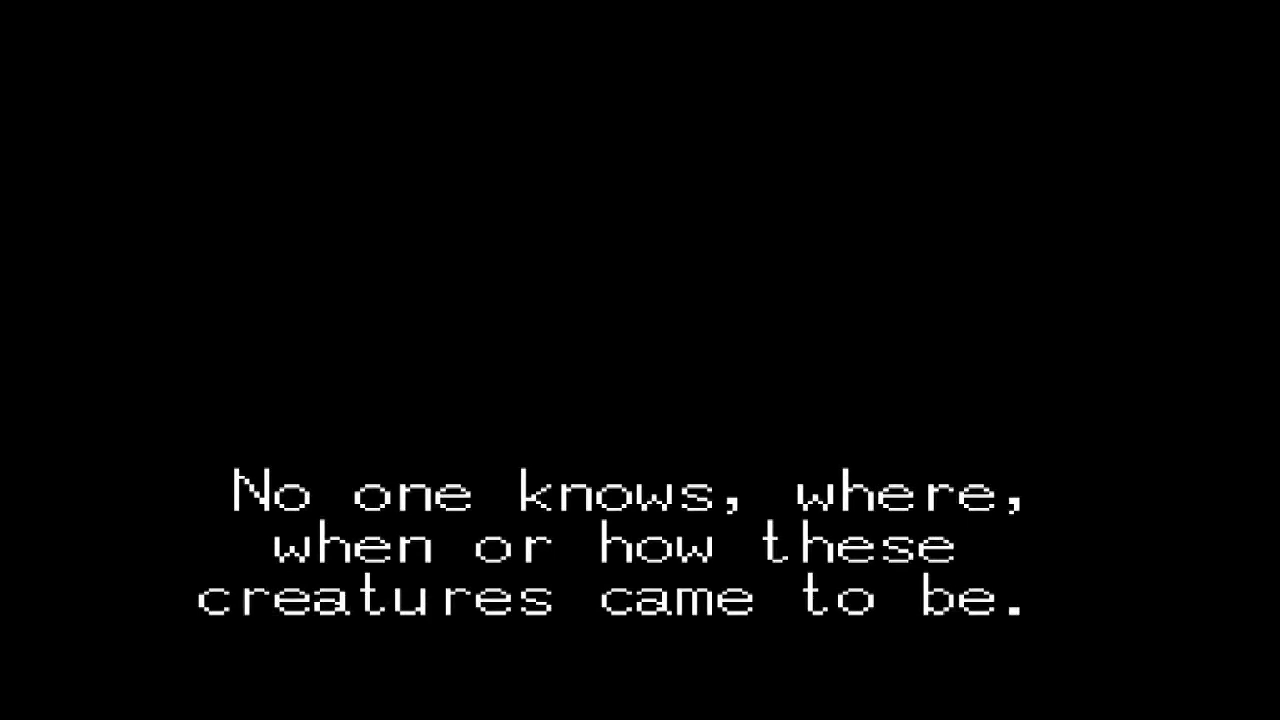 No one knows, where,
when or how these
creatures came to be.